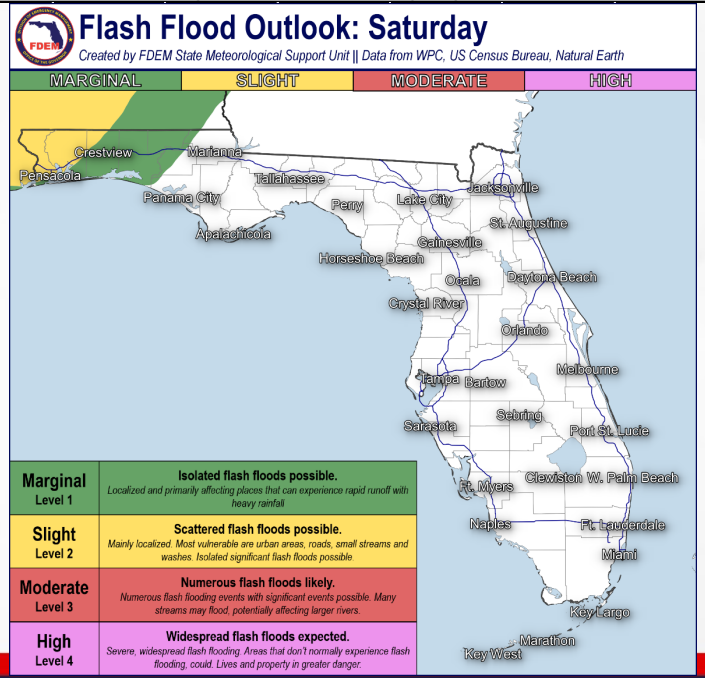 Flash Flood Outlook: Saturday
Created by FDEM State Meteorological Support Unit || Data from WPC, US Census Bureau, Natural Earth
FDEM
MARGINAL
SLIGHT
MODERATE
HIGH
Crestview
Marianna
Pensacola
Tallahassee
Jacksonville
Panama City
Perry
Lake City
Apalachicola
St. Augustine
Gainesville
Horseshoe Beach
Ocala
Daytona Beach
Crystal River
Orlando
Melbourne
Tampa
Bartow
Sebring
Sarasota
Port St. Lucie
Clewiston
W. Palm Beach
Ft. Myers
Naples
Ft. Lauderdale
Miami
Key Largo
Marathon
Key West
Marginal
Level 1
Isolated flash floods possible.
Localized and primarily affecting places that can experience rapid runoff with
heavy rainfall
Slight
Level 2
Scattered flash floods possible.
Mainly localized. Most vulnerable are urban areas, roads, small streams and
washes. Isolated significant flash floods possible
Moderate
Level 3
Numerous flash floods likely.
Numerous flash flooding events with significant events possible. Many
streams may flood, potentially affecting larger rivers.
High
Level 4
Widespread flash floods expected.
Severe, widespread flash flooding. Areas that don't normally experience flash
flooding, could. Lives and property in greater danger.